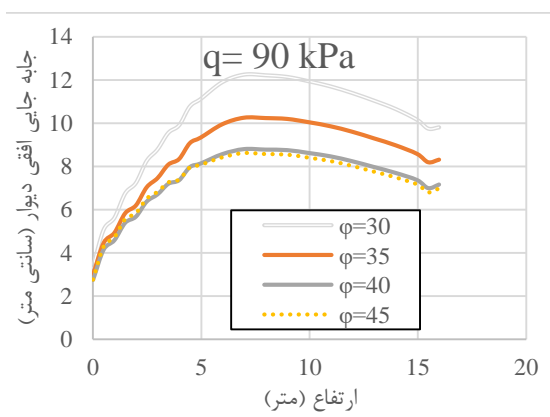 q= 90 kPa
جابه جایی افقی دیوار (سانتی متر)
14
12
10
8
6
4
2
0
φ=30
φ=35
φ=40
φ=45
0 5 10 15 20
ارتفاع (متر)